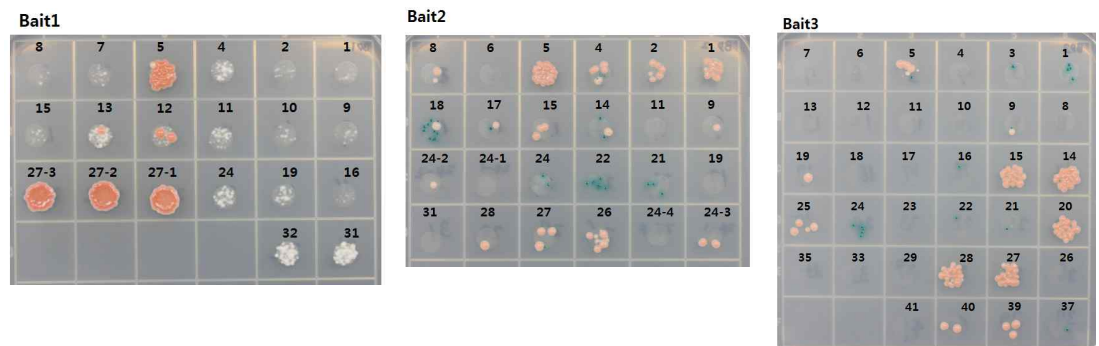 Bait1
8 7 5 4 2 1
15 13 12 11 10 9
27-3 27-2 27-1 24 19 16
32 31
Bait2
8 6 5 4 2 1
18 17 15 14 11 9
24-2 24-1 24 22 21 19
31 28 27 26 24-4 24-3
Bait3
7 6 5 4 3 1
13 12 11 10 9 8
19 18 17 16 15 14
25 24 23 22 21 20
35 33 29 28 27 26
41 40 39 37